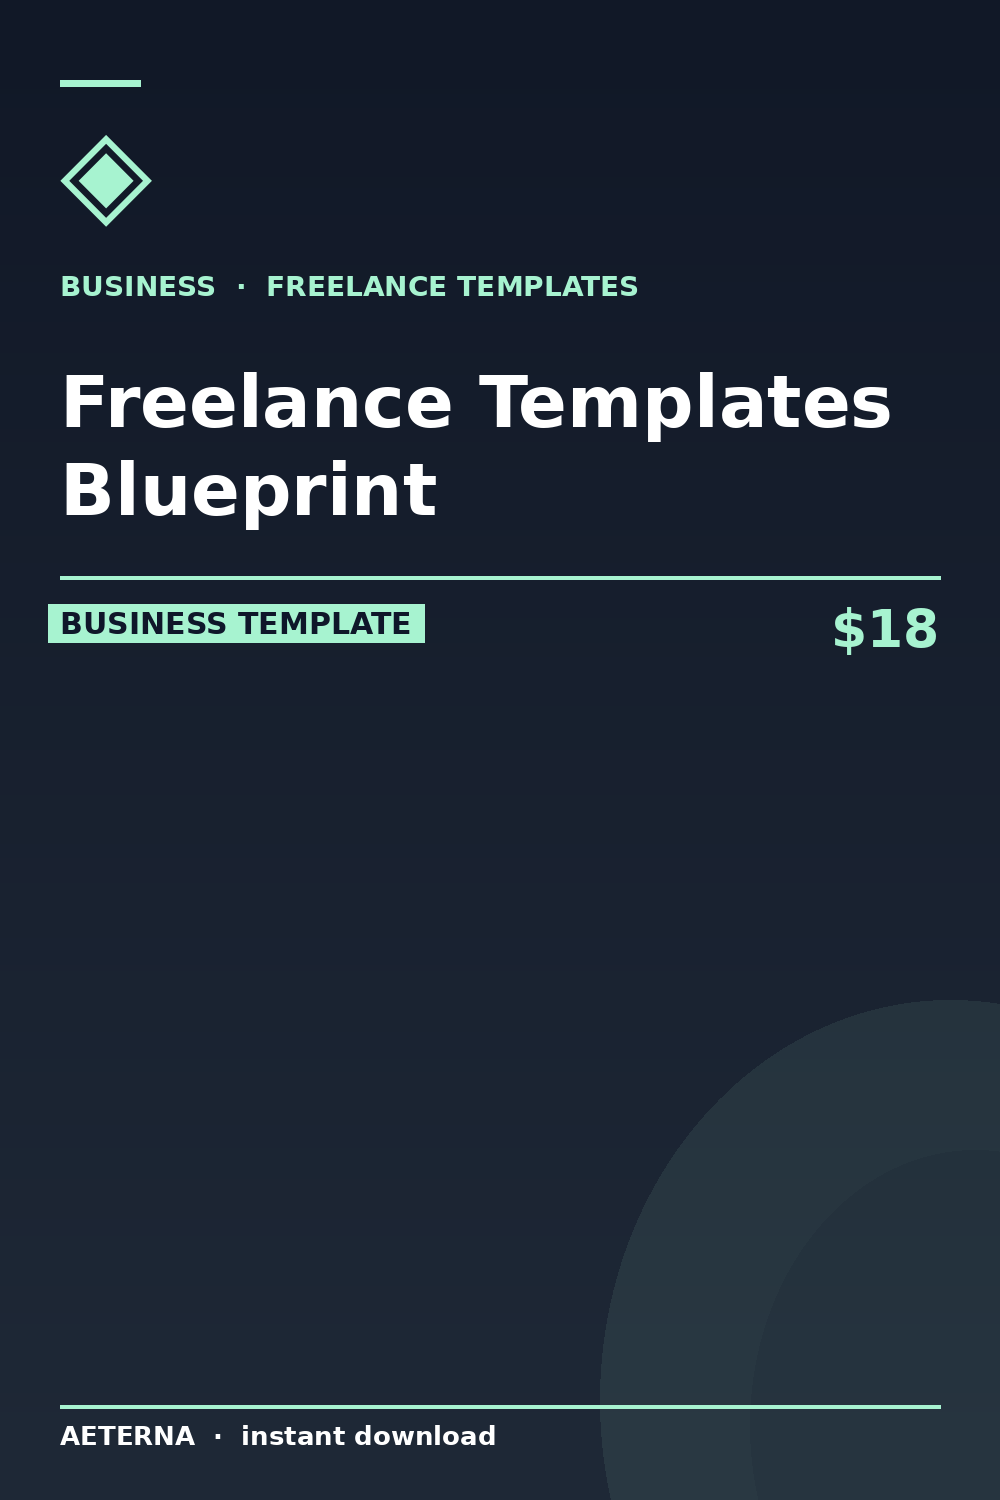 BUSINESS · FREELANCE TEMPLATES
Freelance Templates
Blueprint
BUSINESS TEMPLATE
$18
AETERNA · instant download